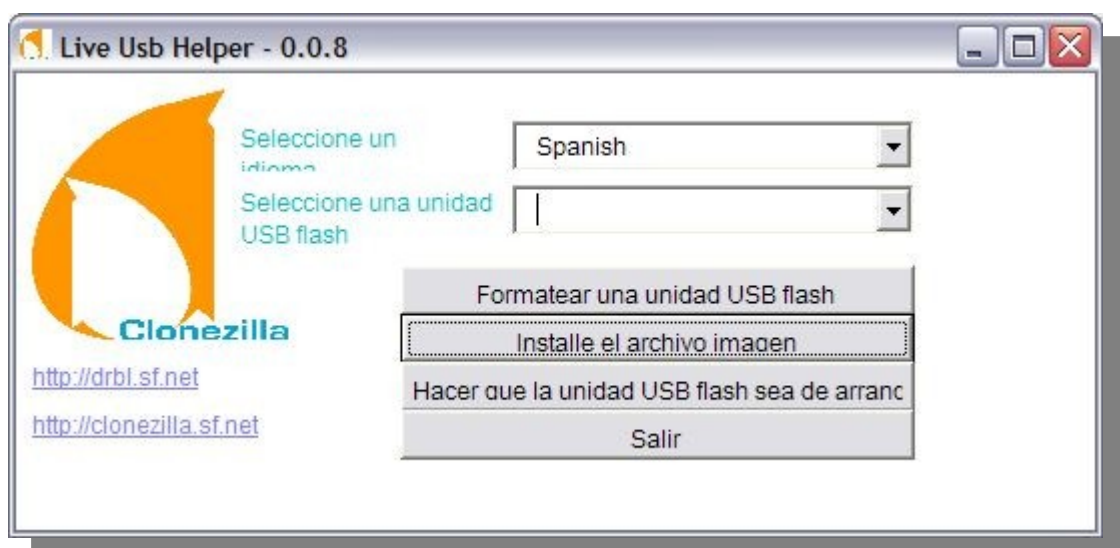 Live Usb Helper - 0.0.8
Seleccione un
idioma
Spanish
Seleccione una unidad
USB flash
Formatear una unidad USB flash
Installe el archivo imagen
Hacer que la unidad USB flash sea de arranc
Salir
Clonezilla
http://drbl.sf.net
http://clonezilla.sf.net